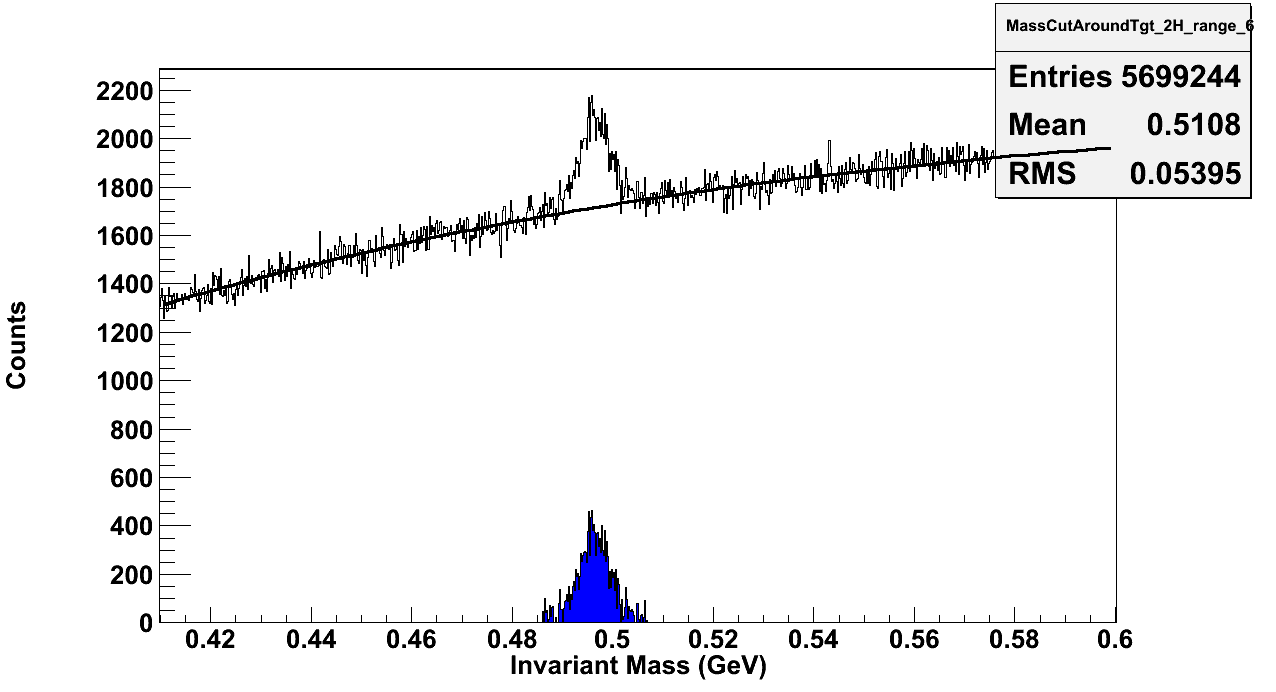 MassCutAroundTgt_2H_range_6
Entries 5699244
Mean 0.5108
RMS 0.05395
2200
2000
1800
1600
1400
1200
1000
800
600
400
200
0
Counts
0.42 0.44 0.46 0.48 0.5 0.52 0.54 0.56 0.58 0.6
Invariant Mass (GeV)